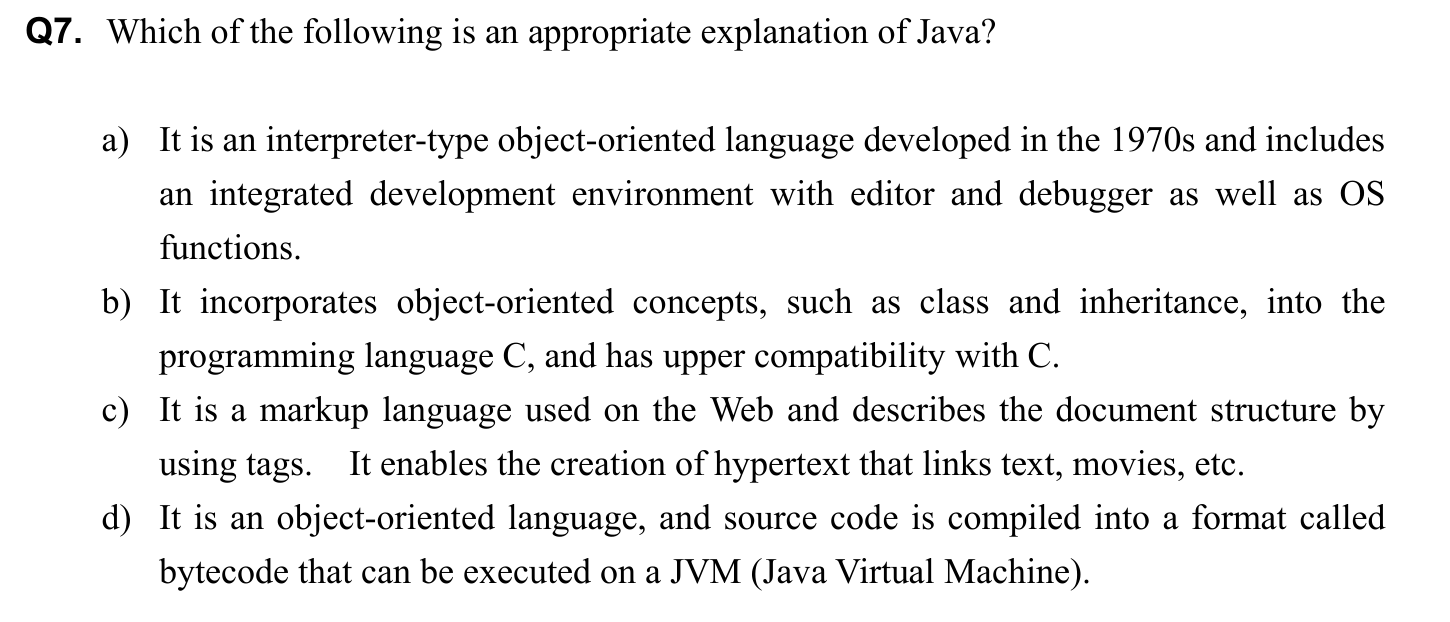 Q7. Which of the following is an appropriate explanation of Java?
a) It is an interpreter-type object-oriented language developed in the 1970s and includes
an integrated development environment with editor and debugger as well as OS
functions.
b) It incorporates object-oriented concepts, such as class and inheritance, into the
programming language C, and has upper compatibility with C.
c) It is a markup language used on the Web and describes the document structure by
using tags. It enables the creation of hypertext that links text, movies, etc.
d) It is an object-oriented language, and source code is compiled into a format called
bytecode that can be executed on a JVM (Java Virtual Machine).